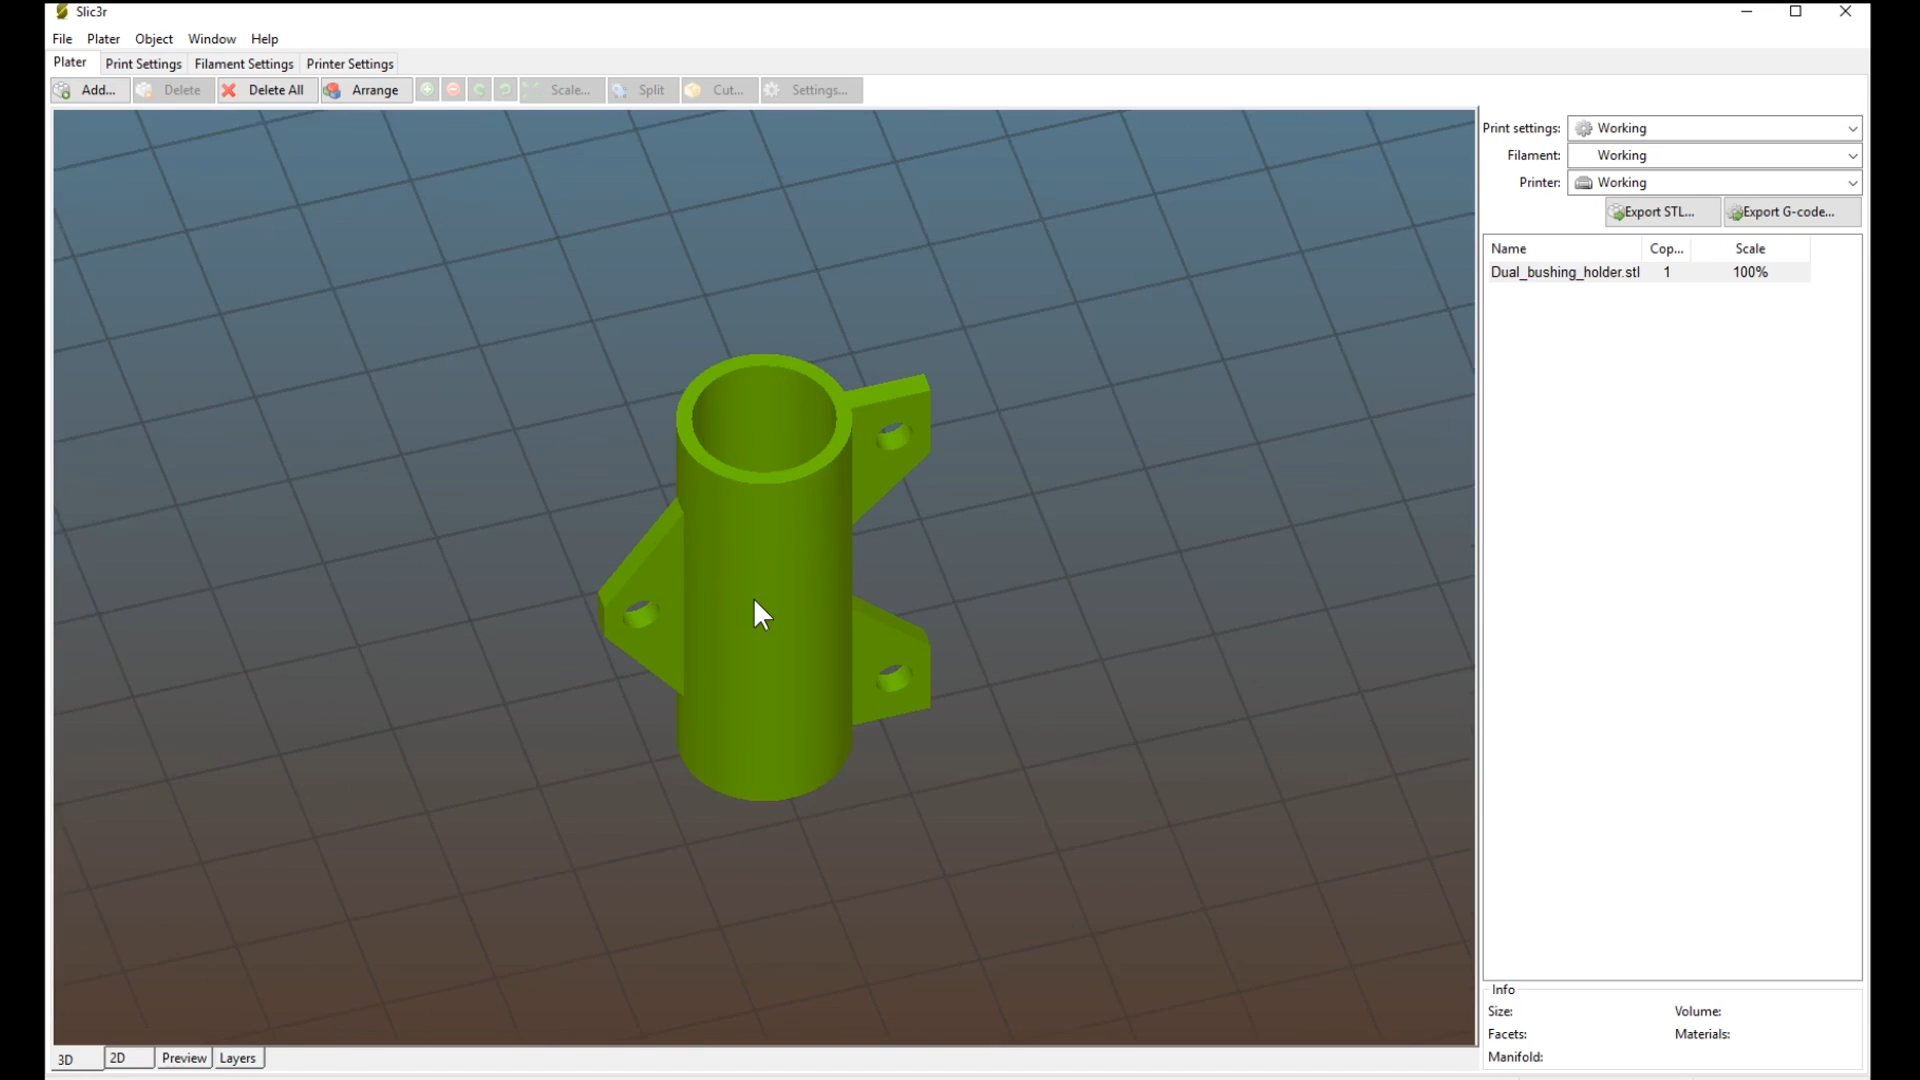 Slic3r
File Plater Object Window Help
Plater Print Settings Filament Settings Printer Settings
Add... Delete Delete All Arrange Scale... Split Cut... Settings...
Print settings: Working
Filament: Working
Printer: Working
Export STL... Export G-code...
Name Cop... Scale
Dual_bushing_holder.stl 1 100%
Info
Size: Volume:
Facets: Materials:
Manifold:
3D 2D Preview Layers